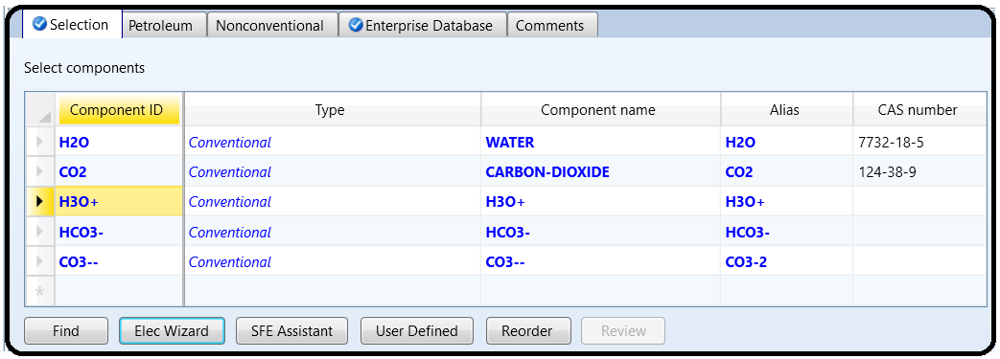 Selection Petroleum Nonconventional Enterprise Database Comments
Select components
Component ID Type Component name Alias CAS number
H2O Conventional WATER H2O 7732-18-5
CO2 Conventional CARBON-DIOXIDE CO2 124-38-9
H3O+ Conventional H3O+ H3O+
HCO3- Conventional HCO3- HCO3-
CO3-- Conventional CO3-- CO3-2
*
Find Elec Wizard SFE Assistant User Defined Reorder Review